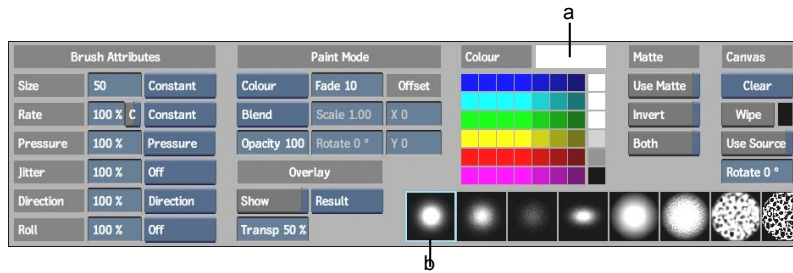 a
Brush Attributes Paint Mode Colour Matte Canvas
Size 50 Constant Colour Fade 10 Offset Use Matte Clear
Rate 100 % C Constant Blend Scale 1.00 X 0 Invert Wipe
Pressure 100 % Pressure Opacity 100 Rotate 0 ° Y 0 Both Use Source
Jitter 100 % Off Overlay Rotate 0 °
Direction 100 % Direction Show Result
Roll 100 % Off Transp 50 %
b